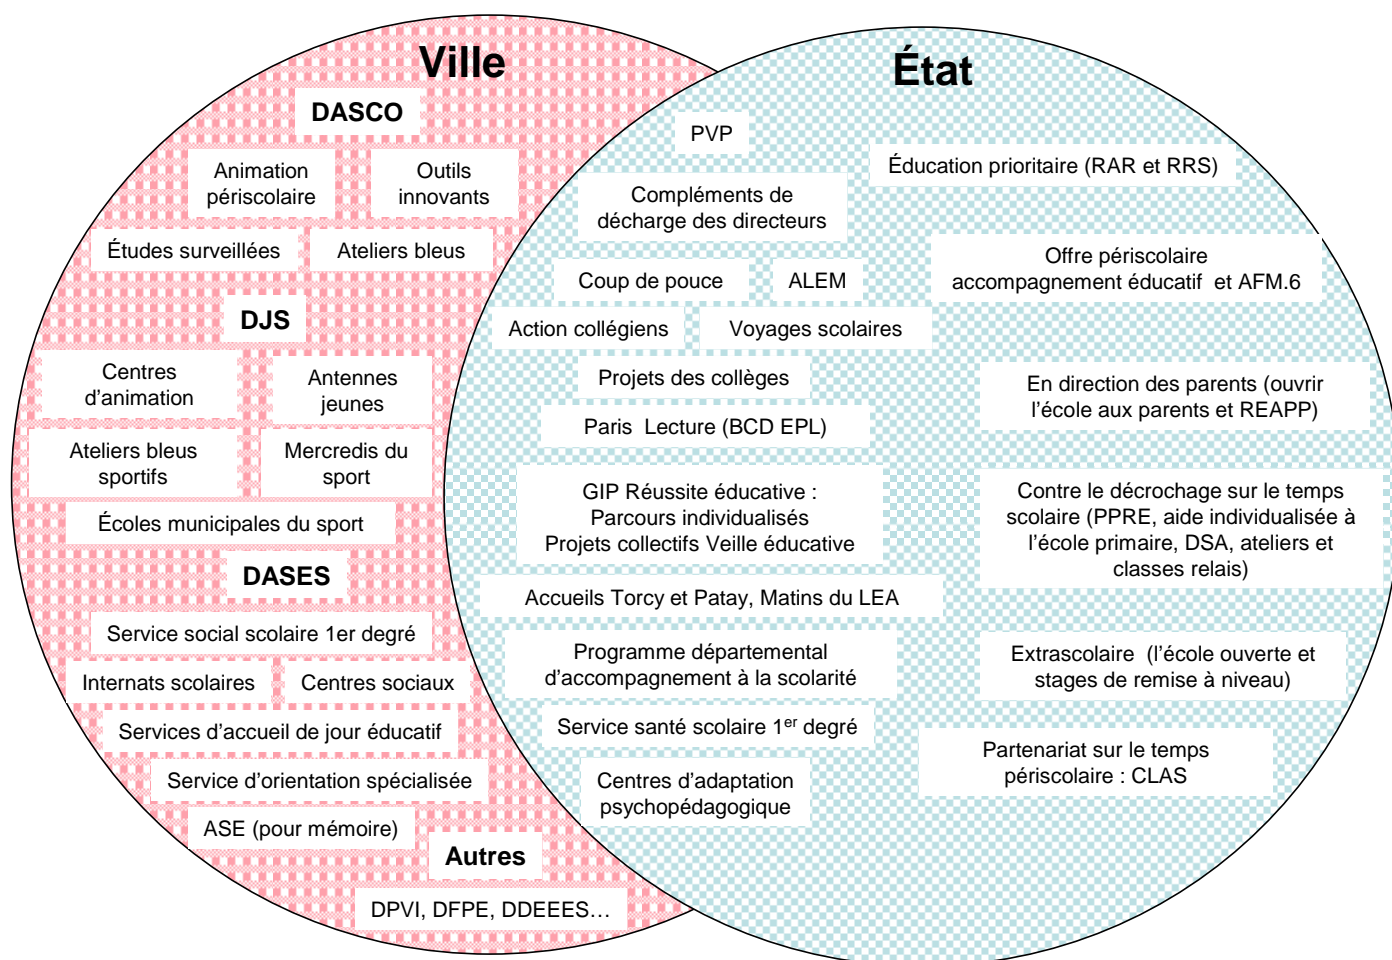 Ville
DASCO
Animation
périscolaire
Outils
innovants
Études surveillées
Ateliers bleus
DJS
Centres
d’animation
Antennes
jeunes
Ateliers bleus
sportifs
Mercredis du
sport
Écoles municipales du sport
DASES
Service social scolaire 1er degré
Internats scolaires
Centres sociaux
Services d’accueil de jour éducatif
Service d’orientation spécialisée
ASE (pour mémoire)
Autres
DPVI, DFPE, DDEEES…
État
PVP
Compléments de
décharge des directeurs
Coup de pouce
ALEM
Action collégiens
Voyages scolaires
Projets des collèges
Paris Lecture (BCD EPL)
GIP Réussite éducative :
Parcours individualisés
Projets collectifs Veille éducative
Accueils Torcy et Patay, Matins du LEA
Programme départemental
d’accompagnement à la scolarité
Service santé scolaire 1er degré
Centres d’adaptation
psychopédagogique
Éducation prioritaire (RAR et RRS)
Offre périscolaire
accompagnement éducatif et AFM.6
En direction des parents (ouvrir
l’école aux parents et REAPP)
Contre le décrochage sur le temps
scolaire (PPRE, aide individualisée à
l’école primaire, DSA, ateliers et
classes relais)
Extrascolaire (l’école ouverte et
stages de remise à niveau)
Partenariat sur le temps
périscolaire : CLAS